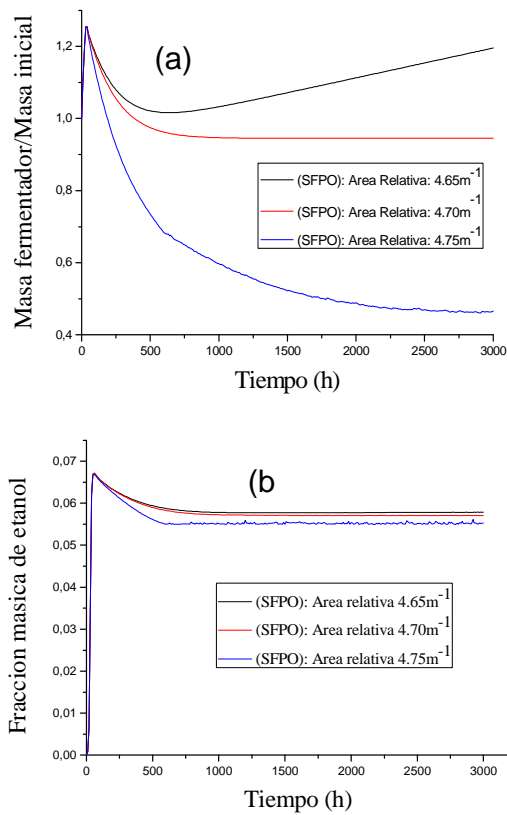 (a)
Masa fermentador/Masa inicial
1,2
1,0
0,8
0,6
0,4
(SFPO): Area Relativa: 4.65m-1
(SFPO): Area Relativa: 4.70m-1
(SFPO): Area Relativa: 4.75m-1
0 500 1000 1500 2000 2500 3000
Tiempo (h)
(b
Fraccion masica de etanol
0,07
0,06
0,05
0,04
0,03
0,02
0,01
0,00
(SFPO): Area relativa 4.65m-1
(SFPO): Area relativa 4.70m-1
(SFPO): Area relativa 4.75m-1
0 500 1000 1500 2000 2500 3000
Tiempo (h)